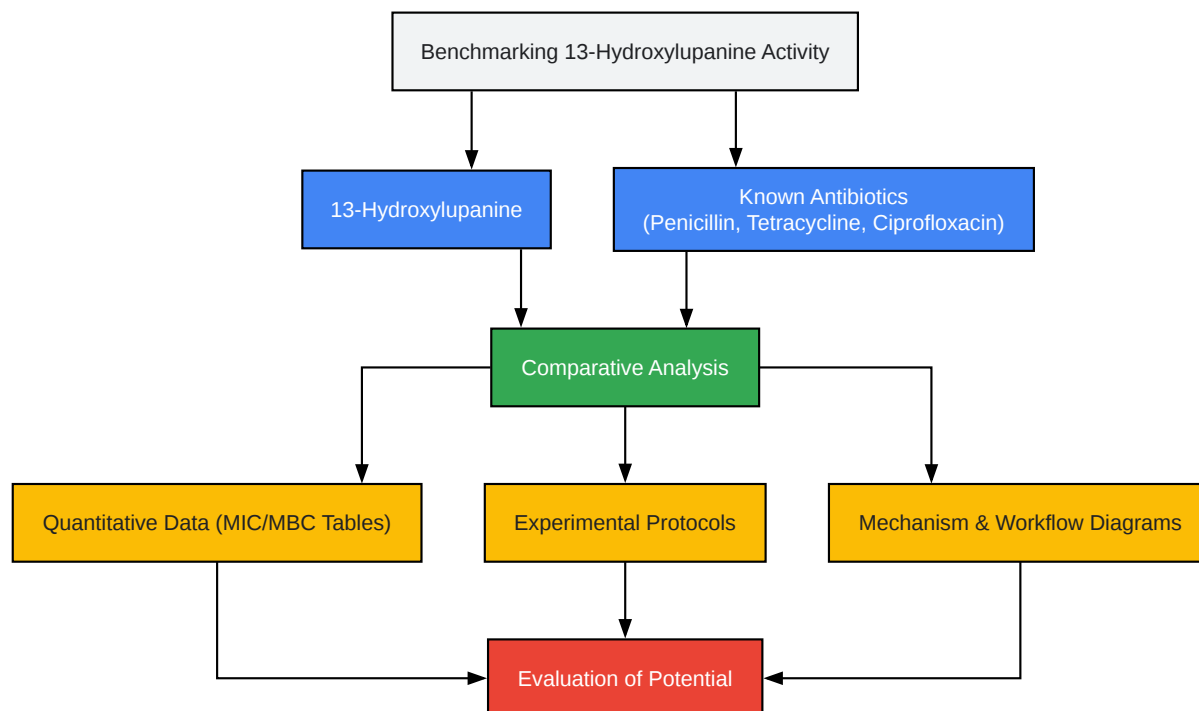 Benchmarking 13-Hydroxylupanine Activity
13-Hydroxylupanine
Known Antibiotics
(Penicillin, Tetracycline, Ciprofloxacin)
Comparative Analysis
Quantitative Data (MIC/MBC Tables)
Experimental Protocols
Mechanism & Workflow Diagrams
Evaluation of Potential